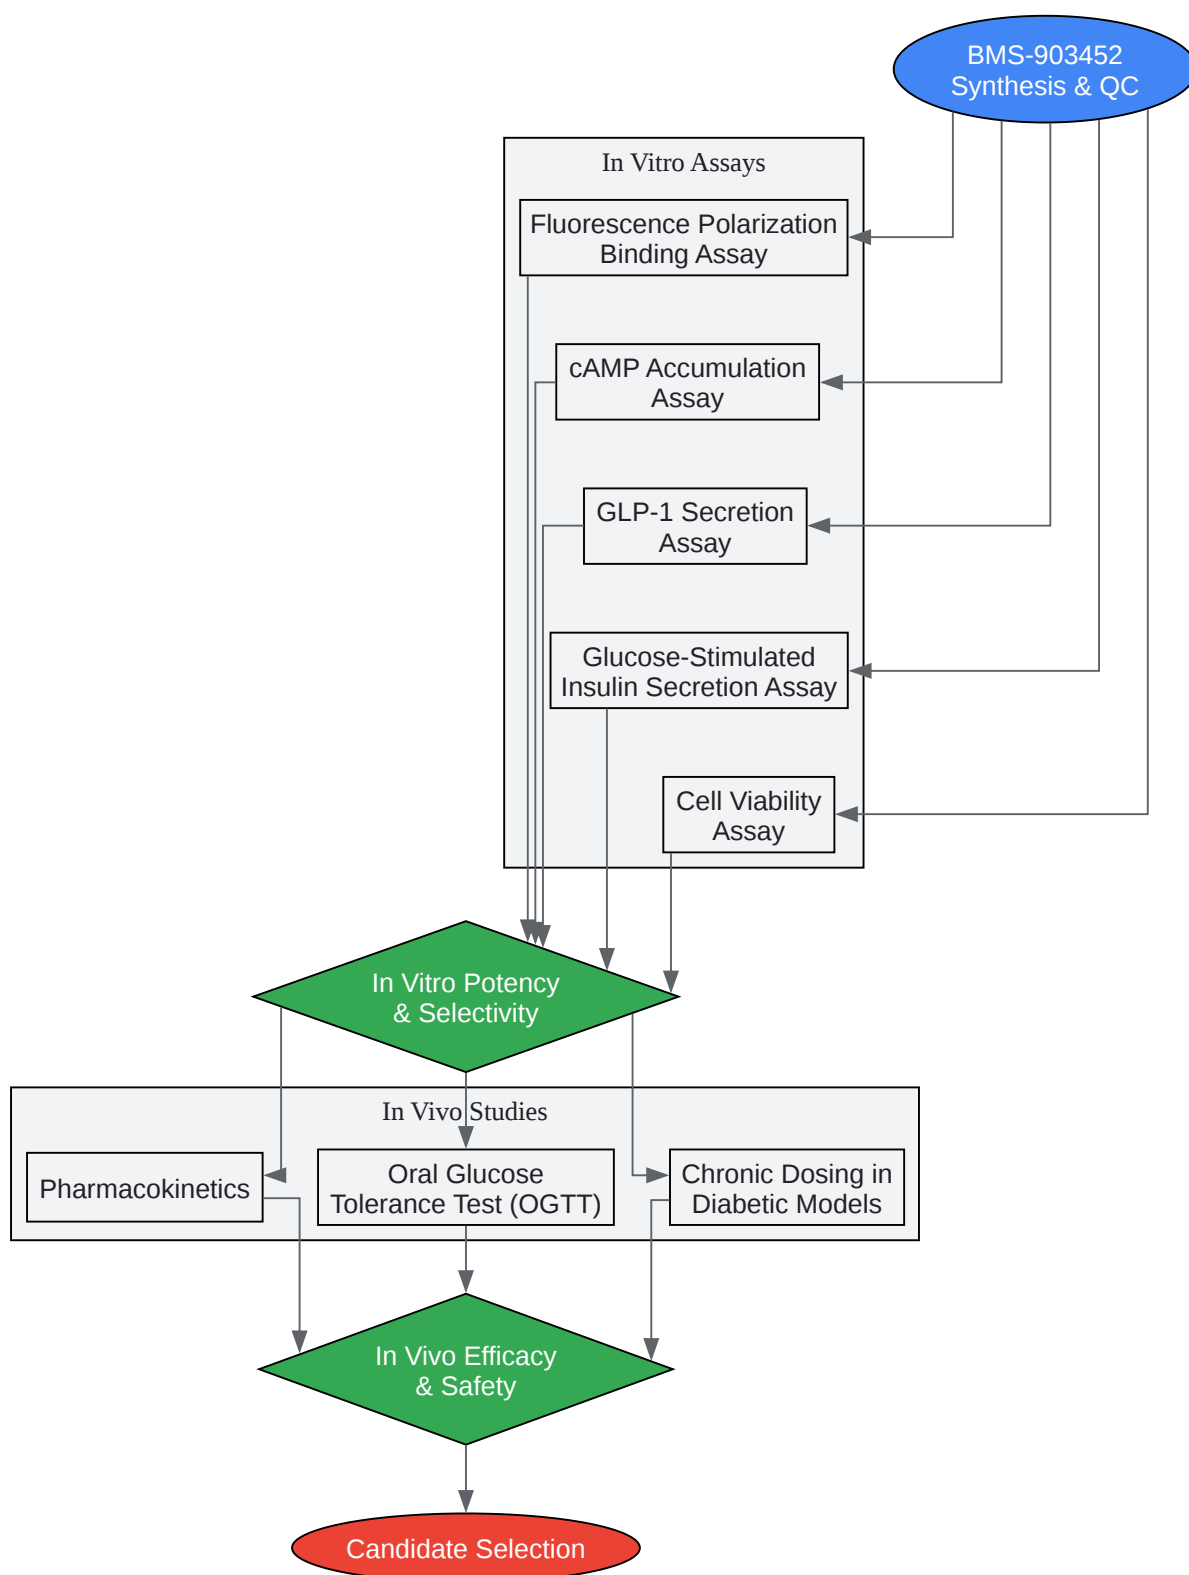 BMS-903452
Synthesis & QC
In Vitro Assays
Fluorescence Polarization
Binding Assay
cAMP Accumulation
Assay
GLP-1 Secretion
Assay
Glucose-Stimulated
Insulin Secretion Assay
Cell Viability
Assay
In Vitro Potency
& Selectivity
In Vivo Studies
Pharmacokinetics
Oral Glucose
Tolerance Test (OGTT)
Chronic Dosing in
Diabetic Models
In Vivo Efficacy
& Safety
Candidate Selection